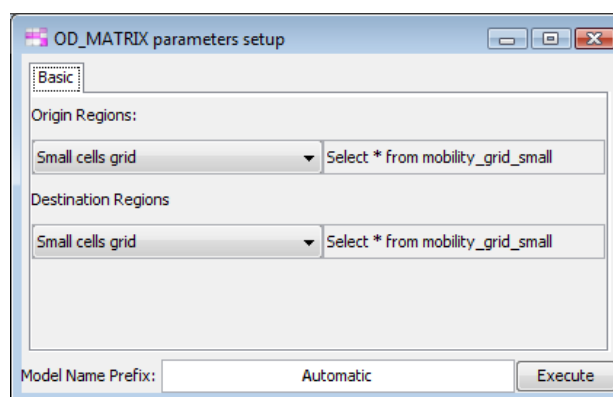 OD_MATRIX parameters setup
Basic
Origin Regions:
Small cells grid Select * from mobility_grid_small
Destination Regions
Small cells grid Select * from mobility_grid_small
Model Name Prefix: Automatic Execute